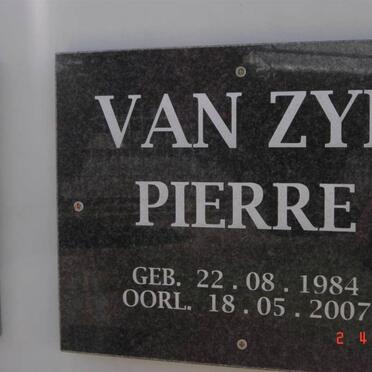 VAN ZY
PIERRE
GEB. 22.08.1984
OORL. 18.05.2007
2 4